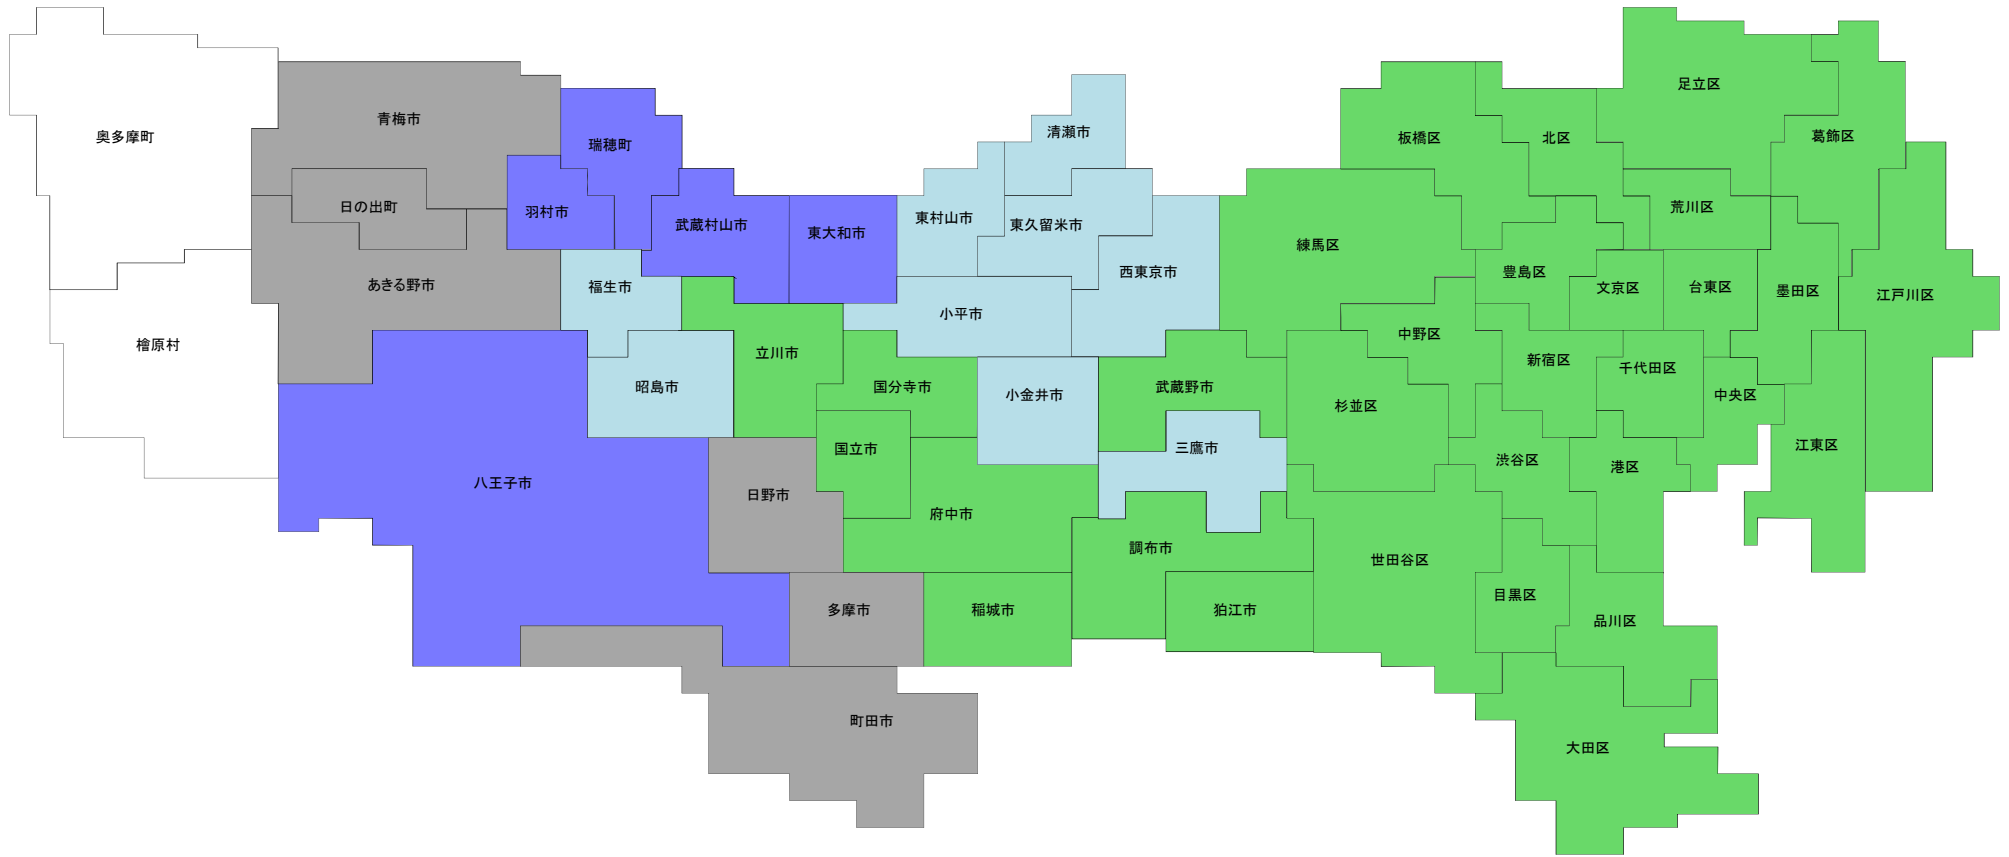 足立区
青梅市
清瀬市
奥多摩町
瑞穂町
板橋区
北区
葛飾区
日の出町
羽村市
武蔵村山市
東大和市
東村山市
東久留米市
荒川区
練馬区
西東京市
豊島区
あきる野市
福生市
文京区
台東区
墨田区
江戸川区
小平市
中野区
檜原村
立川市
新宿区
千代田区
昭島市
国分寺市
小金井市
武蔵野市
杉並区
中央区
国立市
三鷹市
江東区
渋谷区
港区
八王子市
日野市
府中市
調布市
世田谷区
目黒区
多摩市
稲城市
狛江市
品川区
町田市
大田区